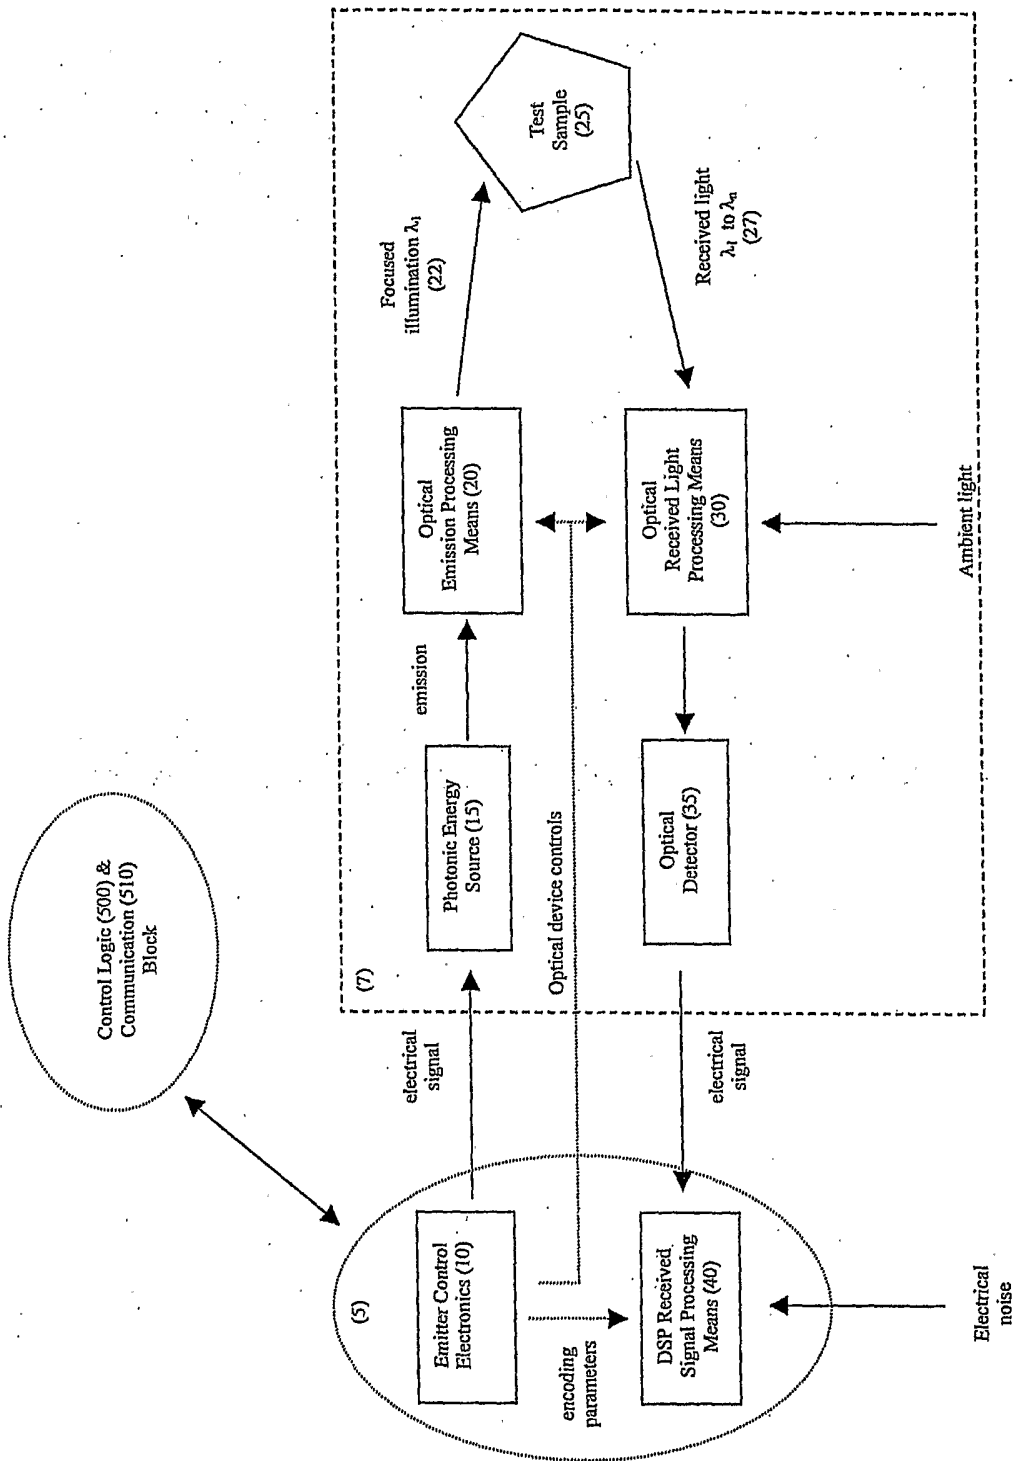 Control Logic (500) &
Communication (510)
Block
(5)
Emitter Control
Electronics (10)
encoding
parameters
DSP Received
Signal Processing
Means (40)
Electrical
noise
electrical
signal
electrical
signal
(7)
Photonic Energy
Source (15)
emission
Optical device controls
Optical
Detector (35)
Optical
Emission Processing
Means (20)
Optical
Received Light
Processing Means
(30)
Ambient light
Focused
illumination λ₁
(22)
Test
Sample
(25)
Received light
λ₁ to λₙ
(27)